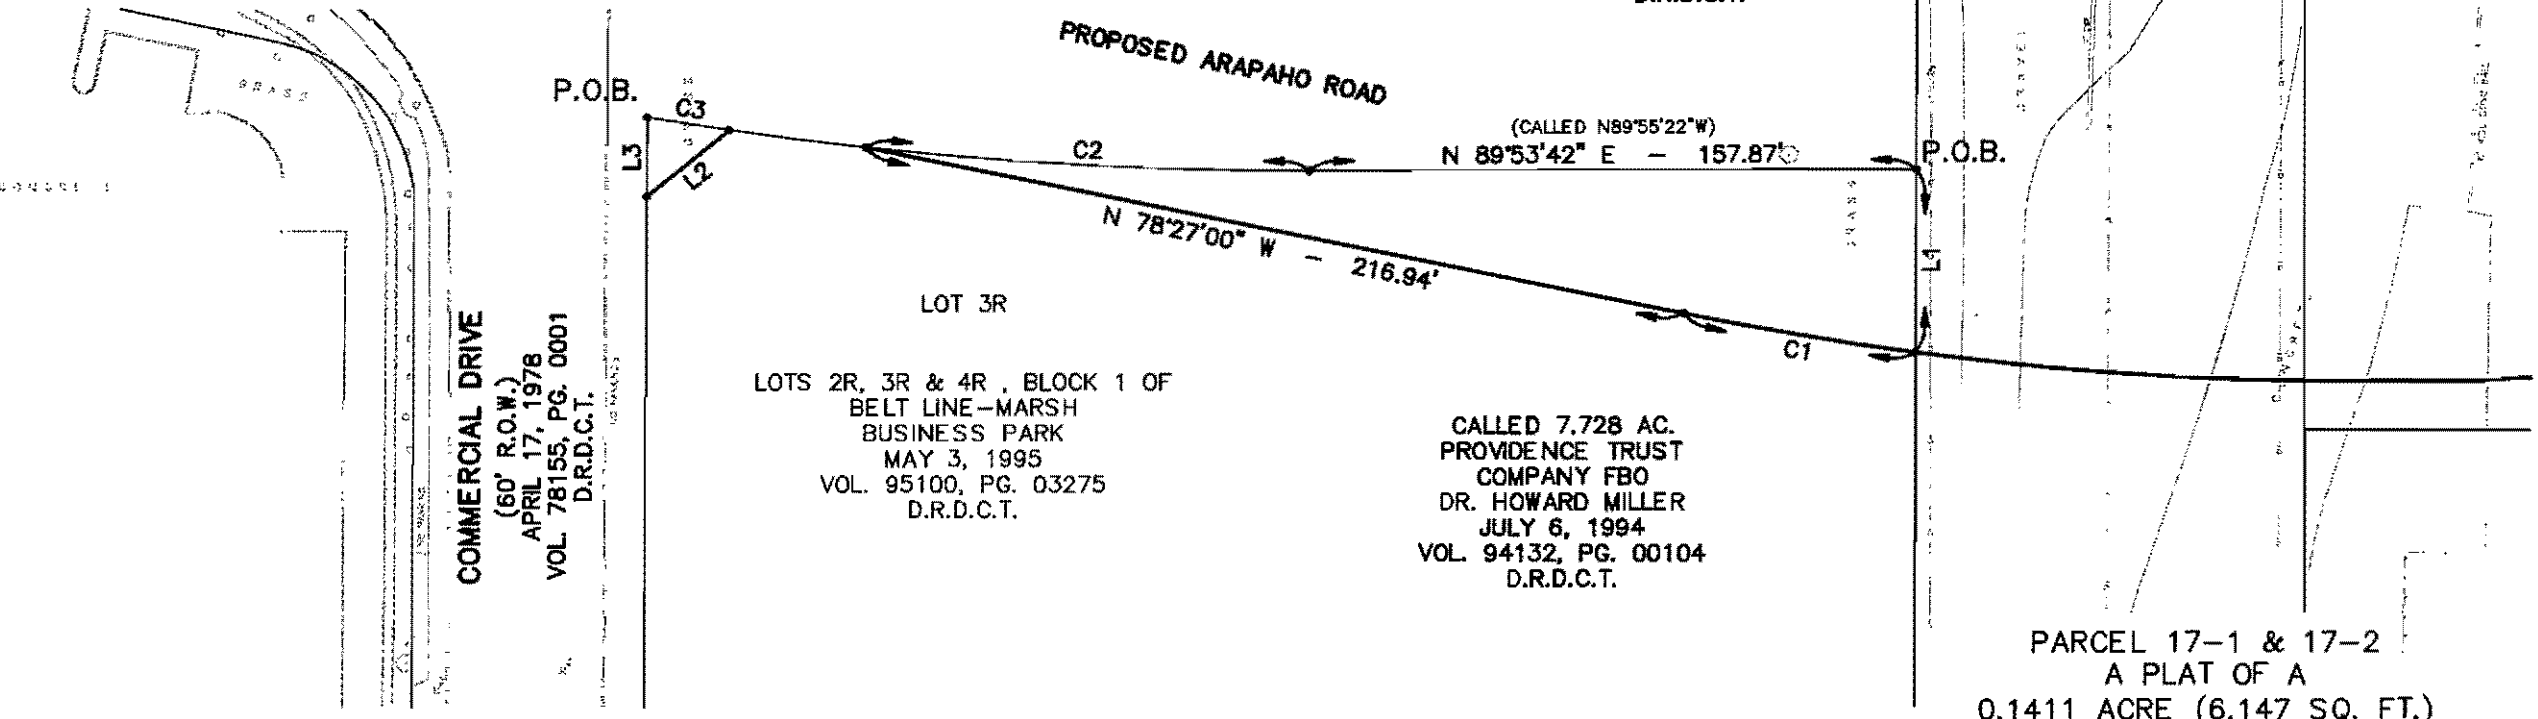 PROPOSED ARAPAHO ROAD
P.O.B.
C3
L3
L2
C2
(CALLED N89°55'22"W)
N 89°53'42" E - 157.87'
P.O.B.
L1
N 78°27'00" W - 216.94'
C1
GRASS
LOT 3R
LOTS 2R, 3R & 4R , BLOCK 1 OF
BELT LINE-MARSH
BUSINESS PARK
MAY 3, 1995
VOL. 95100, PG. 03275
D.R.D.C.T.
COMMERCIAL DRIVE
(60' R.O.W.)
APRIL 17, 1978
VOL. 78155, PG. 0001
D.R.D.C.T.
CALLED 7.728 AC.
PROVIDENCE TRUST
COMPANY FBO
DR. HOWARD MILLER
JULY 6, 1994
VOL. 94132, PG. 00104
D.R.D.C.T.
PARCEL 17-1 & 17-2
A PLAT OF A
0.1411 ACRE (6,147 SQ. FT.)